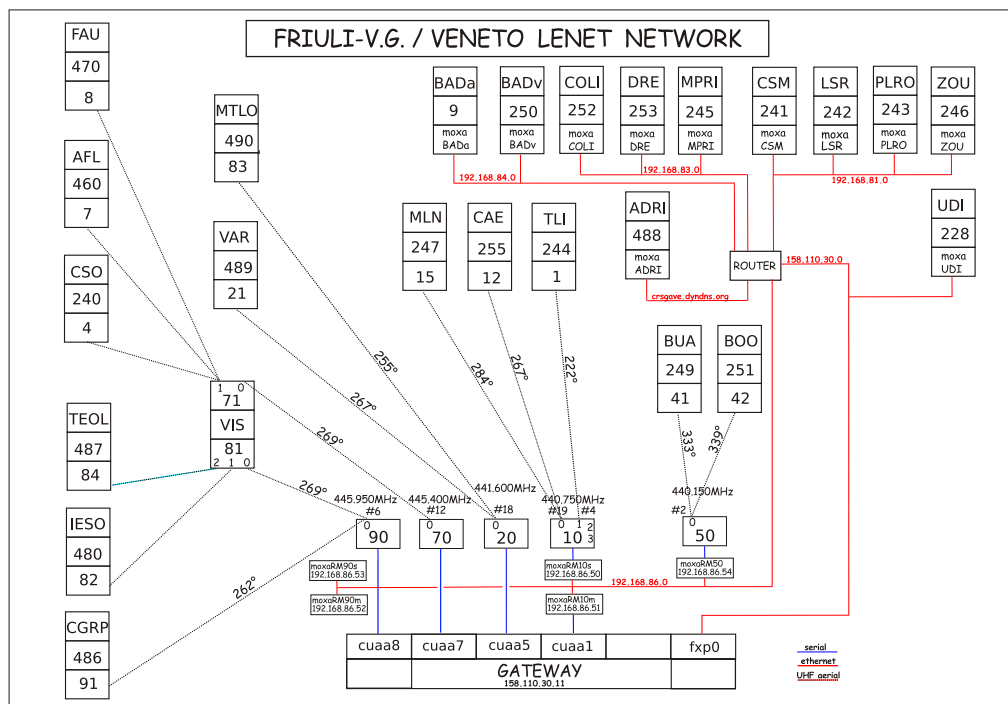 FRIULI-V.G. / VENETO LENET NETWORK
FAU
470
8
AFL
460
7
CSO
240
4
TEOL
487
84
IESO
480
82
CGRP
486
91
MTLO
490
83
VAR
489
21
1 0
71
VIS
81
2 1 0
MLN
247
15
CAE
255
12
TLI
244
1
BADa
9
moxa
BADa
BADv
250
moxa
BADv
COLI
252
moxa
COLI
DRE
253
moxa
DRE
MPRI
245
moxa
MPRI
CSM
241
moxa
CSM
LSR
242
moxa
LSR
PLRO
243
moxa
PLRO
ZOU
246
moxa
ZOU
192.168.84.0
192.168.83.0
192.168.81.0
ADRI
488
moxa
ADRI
crsgave.dyndns.org
ROUTER
158.110.30.0
UDI
228
moxa
UDI
BUA
249
41
BOO
251
42
255°
267°
284°
267°
222°
333°
339°
269°
269°
262°
445.950MHz
#6
0
90
445.400MHz
#12
0
70
441.600MHz
#18
0
20
440.750MHz
#19 #4
0 1 2
3
10
440.150MHz
#2
0
50
moxaRM90s
192.168.86.53
moxaRM90m
192.168.86.52
moxaRM10s
192.168.86.50
moxaRM10m
192.168.86.51
moxaRM50
192.168.86.54
192.168.86.0
cuaa8 cuaa7 cuaa5 cuaa1 fxp0
GATEWAY
158.110.30.11
serial
ethernet
UHF aerial